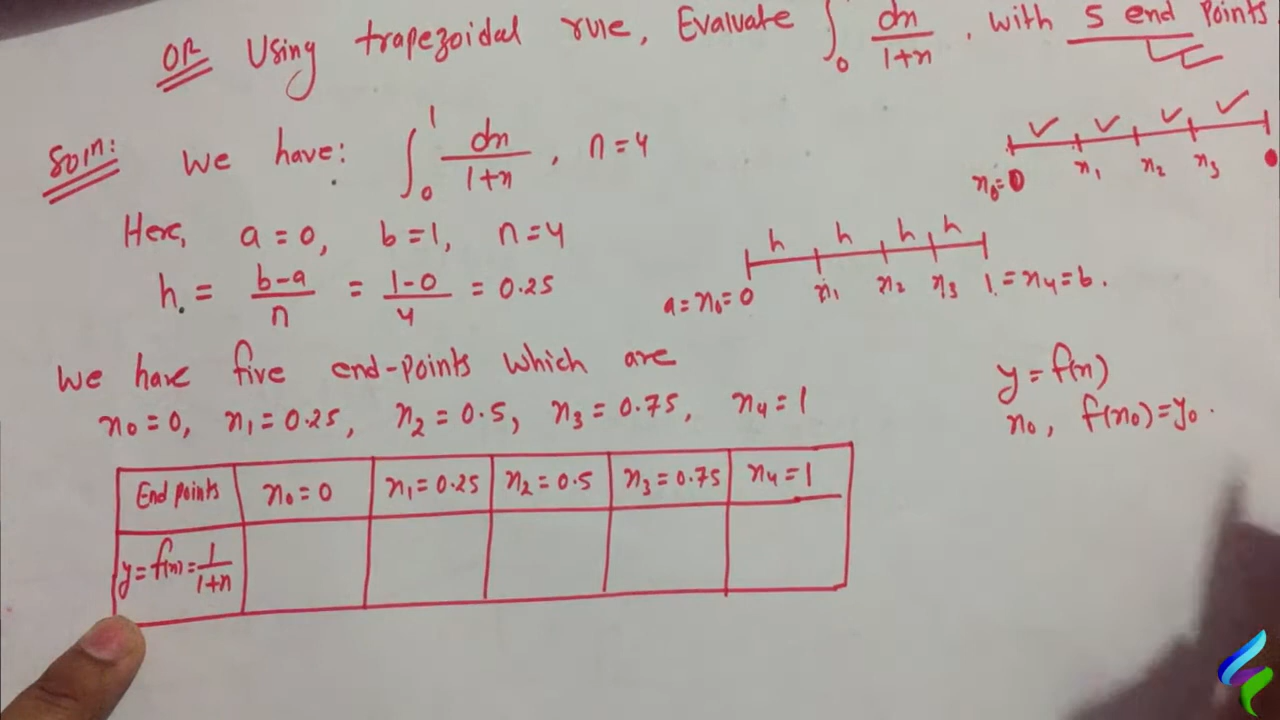 OR Using trapezoidal rule, Evaluate ∫₀ dx/1+x , with 5 end points
Soln: We have: ∫₀¹ dx/1+x , n=4
x₀=0 x₁ x₂ x₃
Here, a=0, b=1, n=4
h h h h
h = b-a/n = 1-0/4 = 0.25
a=x₀=0 x₁ x₂ x₃ 1=x₄=b.
We have five end-points which are
x₀=0, x₁=0.25, x₂=0.5, x₃=0.75, x₄=1
y=f(x)
x₀, f(x₀)=y₀.
End points x₀=0 x₁=0.25 x₂=0.5 x₃=0.75 x₄=1
y=f(x)=1/1+x